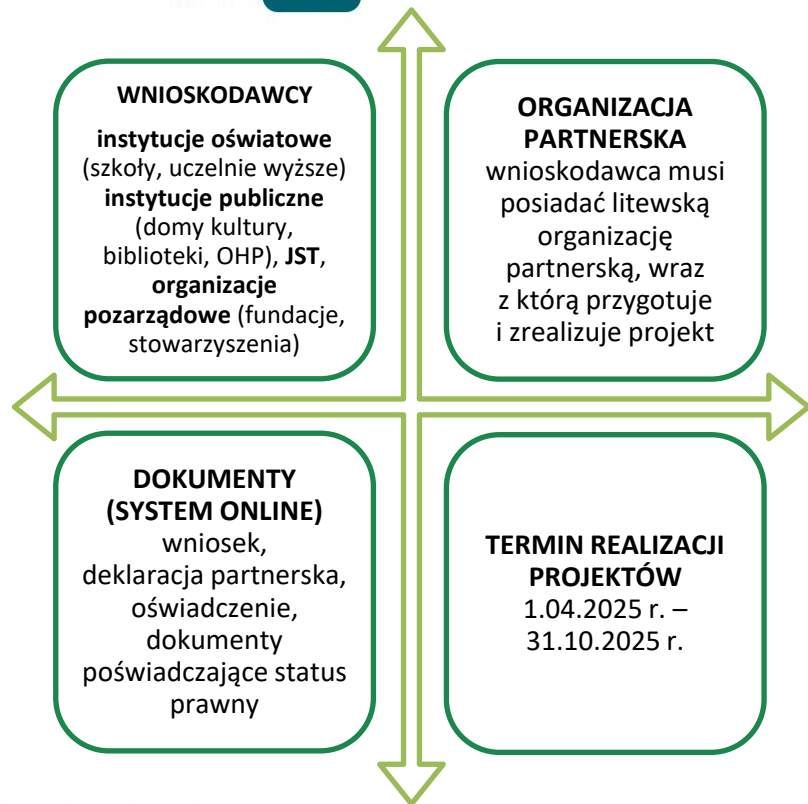 WNIOSKODAWCY
instytucje oświatowe
(szkoły, uczelnie wyższe)
instytucje publiczne
(domy kultury,
biblioteki, OHP), JST,
organizacje
pozarządowe (fundacje,
stowarzyszenia)
ORGANIZACJA
PARTNERSKA
wnioskodawca musi
posiadać litewską
organizację
partnerską, wraz
z którą przygotuje
i zrealizuje projekt
DOKUMENTY
(SYSTEM ONLINE)
wniosek,
deklaracja partnerska,
oświadczenie,
dokumenty
poświadczające status
prawny
TERMIN REALIZACJI
PROJEKTÓW
1.04.2025 r. –
31.10.2025 r.